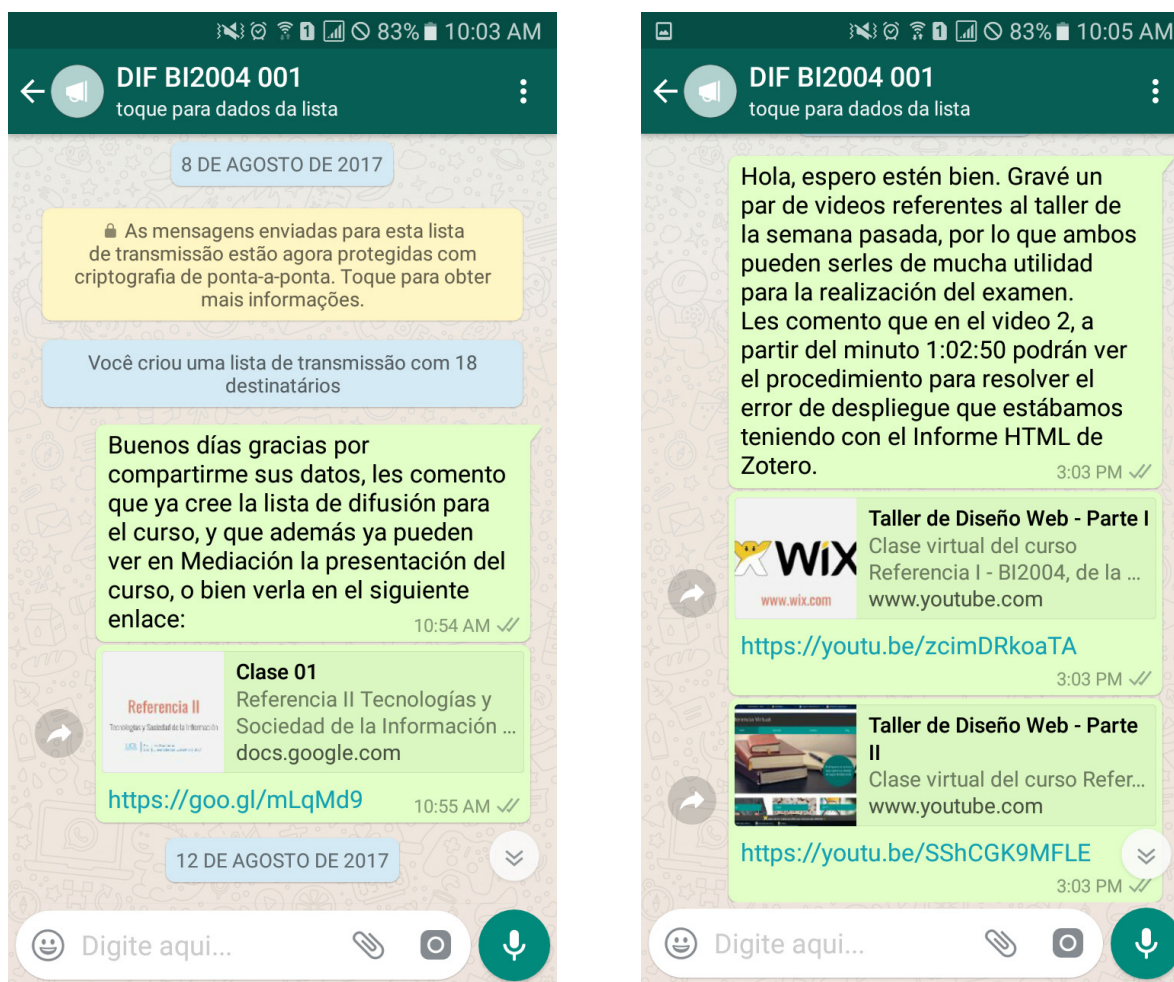 83% 10:03 AM
DIF BI2004 001
toque para dados da lista
8 DE AGOSTO DE 2017
As mensagens enviadas para esta lista
de transmissão estão agora protegidas com
criptografia de ponta-a-ponta. Toque para obter
mais informações.
Você criou uma lista de transmissão com 18
destinatários
Buenos días gracias por
compartirme sus datos, les comento
que ya cree la lista de difusión para
el curso, y que además ya pueden
ver en Mediación la presentación del
curso, o bien verla en el siguiente
enlace:
10:54 AM
Referencia II
Tecnologías y Sociedad de la Información
Clase 01
Referencia II Tecnologías y
Sociedad de la Información ...
docs.google.com
https://goo.gl/mLqMd9
10:55 AM
12 DE AGOSTO DE 2017
Digite aqui...
1 83% 10:05 AM
DIF BI2004 001
toque para dados da lista
Hola, espero estén bien. Gravé un
par de videos referentes al taller de
la semana pasada, por lo que ambos
pueden serles de mucha utilidad
para la realización del examen.
Les comento que en el video 2, a
partir del minuto 1:02:50 podrán ver
el procedimiento para resolver el
error de despliegue que estábamos
teniendo con el Informe HTML de
Zotero.
3:03 PM
WiX
www.wix.com
Taller de Diseño Web - Parte I
Clase virtual del curso
Referencia I - BI2004, de la ...
www.youtube.com
https://youtu.be/zcimDRkoaTA
3:03 PM
Taller de Diseño Web - Parte
II
Clase virtual del curso Refer...
www.youtube.com
https://youtu.be/SShCGK9MFLE
3:03 PM
Digite aqui...